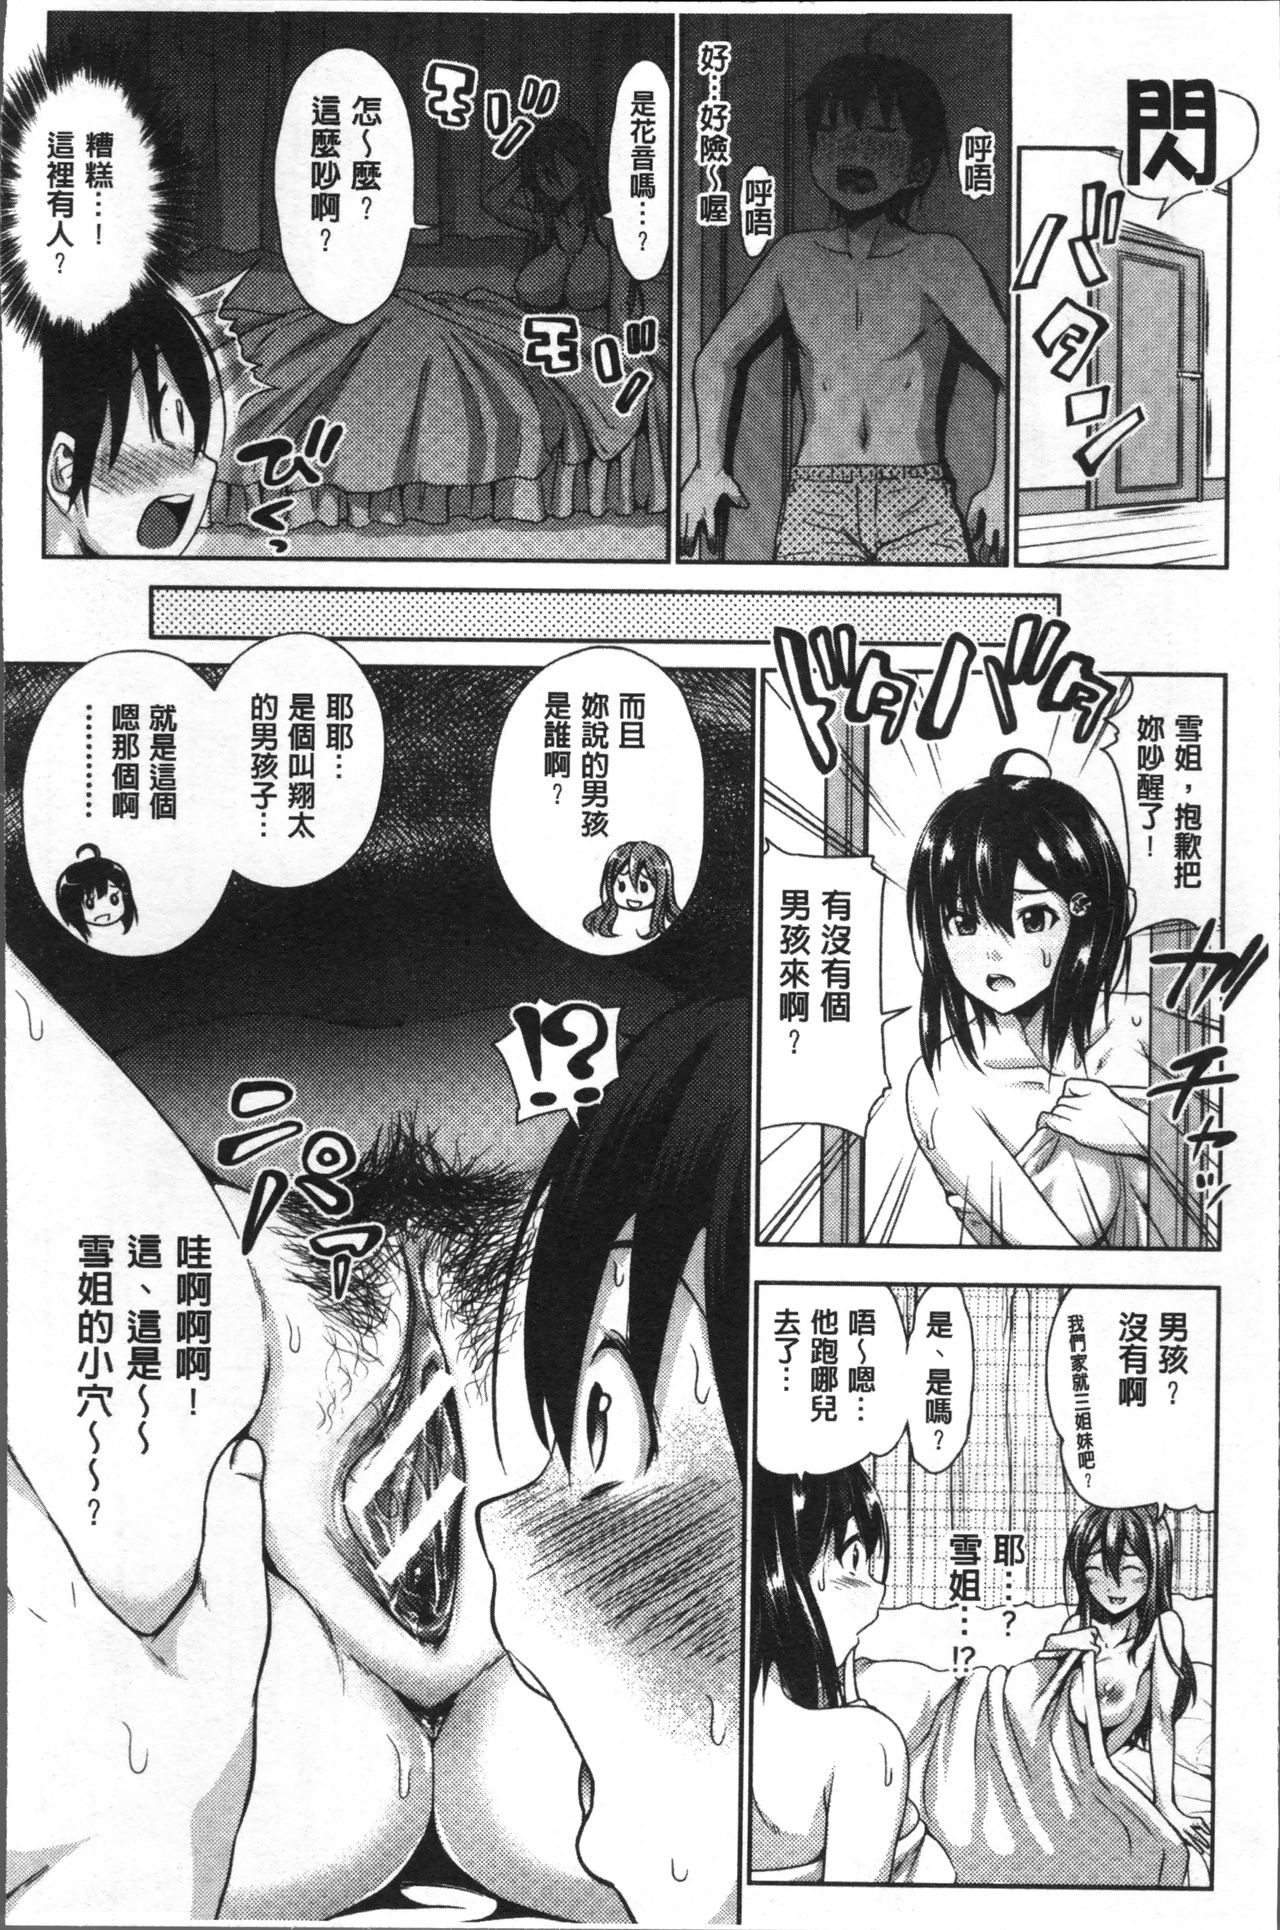 閃
バタン
呼唔
呼唔
好…好險～喔
是花音嗎…？
怎～麼？
這麼吵啊？
モゾ
モゾ
糟糕…！
這裡有人？
びくっ
ドタバタ
雪姐，抱歉把
妳吵醒了！
有沒有個
男孩來啊？
ガチャッ
而且
妳說的男孩
是誰啊？
耶耶…
是個叫翔太
的男孩子…
就是這個
嗯那個啊
…………
男孩？
沒有啊
我們家就三姐妹吧？
是、是嗎？
唔～嗯…
他跑哪兒
去了…
耶…？
雪姐…!?
!?
ニパァー
哇啊啊啊！
這、這是～
雪姐的小穴～～？